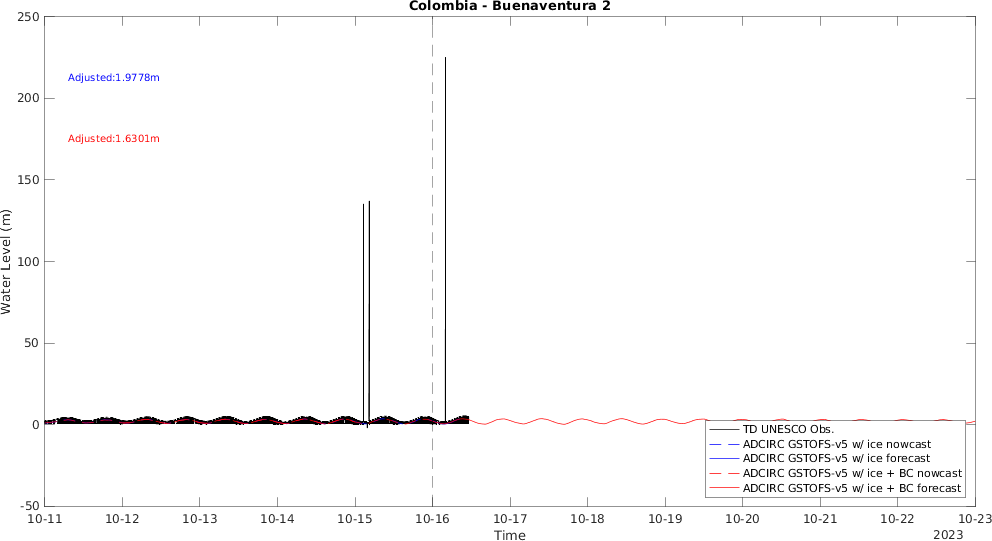 Colombia - Buenaventura 2
250
200
150
100
50
0
-50
Water Level (m)
Adjusted:1.9778m
Adjusted:1.6301m
TD UNESCO Obs.
ADCIRC GSTOFS-v5 w/ ice nowcast
ADCIRC GSTOFS-v5 w/ ice forecast
ADCIRC GSTOFS-v5 w/ ice + BC nowcast
ADCIRC GSTOFS-v5 w/ ice + BC forecast
10-11 10-12 10-13 10-14 10-15 10-16 10-17 10-18 10-19 10-20 10-21 10-22 10-23
Time
2023